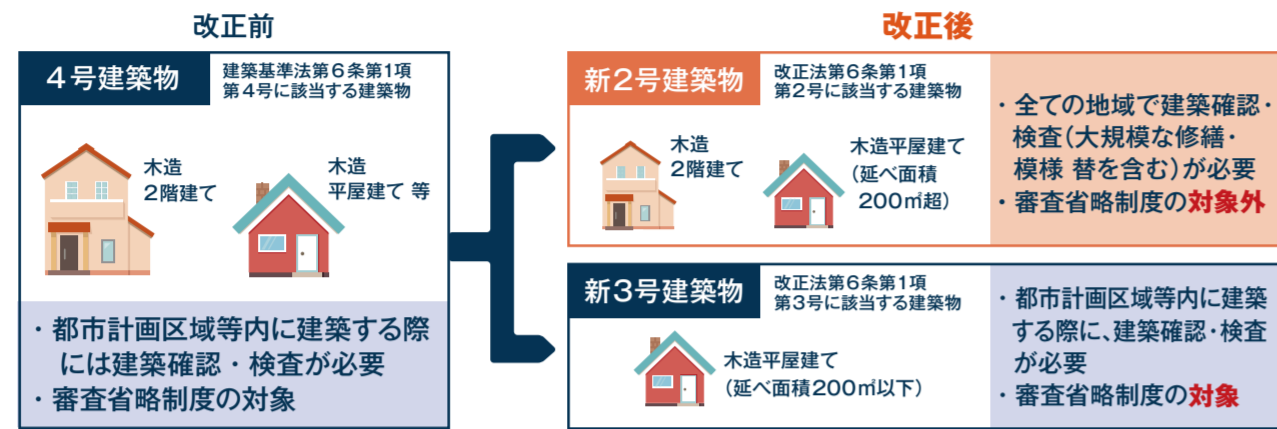 改正前
4号建築物
建築基準法第6条第1項
第4号に該当する建築物
木造
2階建て
木造
平屋建て 等
・都市計画区域等内に建築する際
には建築確認・検査が必要
・審査省略制度の対象
改正後
新2号建築物
改正法第6条第1項
第2号に該当する建築物
木造
2階建て
木造平屋建て
(延べ面積
200㎡超)
・全ての地域で建築確認・
検査(大規模な修繕・
模様 替を含む)が必要
・審査省略制度の対象外
新3号建築物
改正法第6条第1項
第3号に該当する建築物
木造平屋建て
(延べ面積200㎡以下)
・都市計画区域等内に建築
する際に、建築確認・検査
が必要
・審査省略制度の対象